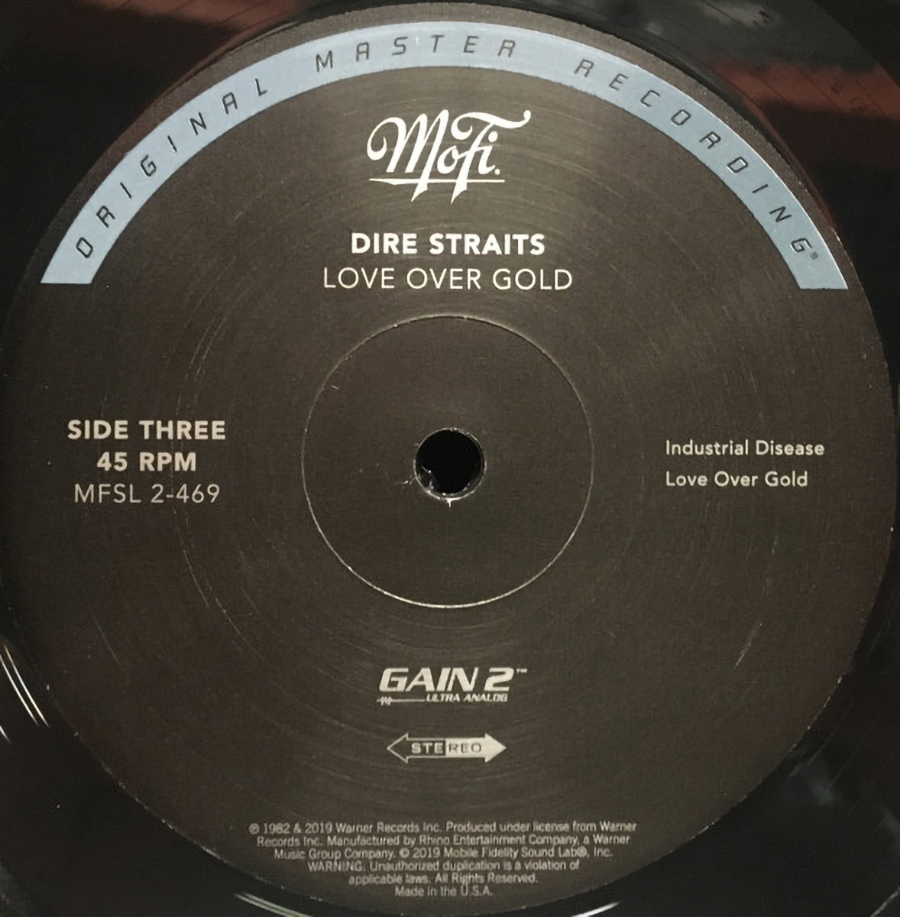 ORIGINAL MASTER RECORDING®
MoFi.
DIRE STRAITS
LOVE OVER GOLD
SIDE THREE
45 RPM
MFSL 2-469
Industrial Disease
Love Over Gold
GAIN 2™
ULTRA ANALOG
STEREO
℗ 1982 & 2019 Warner Records Inc. Produced under license from Warner
Records Inc. Manufactured by Rhino Entertainment Company, a Warner
Music Group Company. © 2019 Mobile Fidelity Sound Lab®, Inc.
WARNING: Unauthorized duplication is a violation of
applicable laws. All Rights Reserved.
Made in the U.S.A.